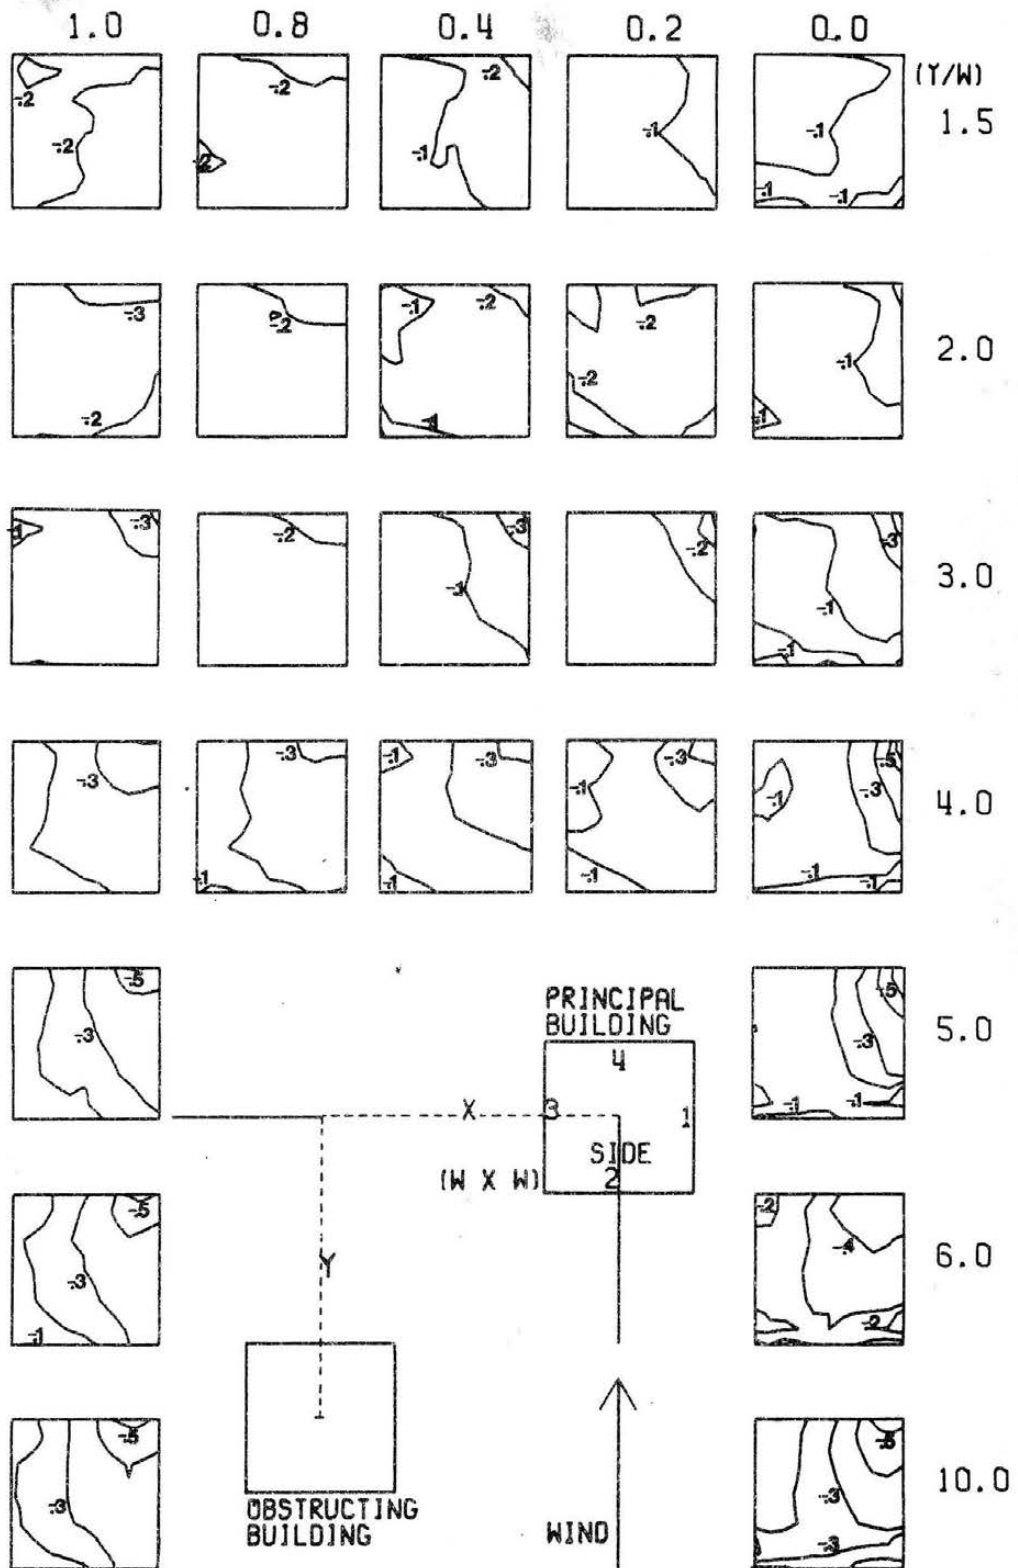 1.0 0.8 0.4 0.2 0.0
(Y/W)
-.2 -.2 -.2 -.2 -.2 -.1 -.1 -.1 -.1 -.1 1.5
-.3 -.2 -.2 -.1 -.2 -.1 -.2 -.2 -.1 -.1 2.0
-.1 -.3 -.2 -.3 -.1 -.2 -.3 -.1 -.1 3.0
-.3 -.3 -.1 -.1 -.3 -.1 -.3 -.1 -.1 -.5 -.3 -.1 -.1 -.1 4.0
-.5 -.3 -.5 -.3 -.1 -.1 5.0
PRINCIPAL
BUILDING
4
X 3 1
SIDE
(W X W) 2
-.5 -.3 -.1 Y -.2 -.4 -.2 6.0
-.5 -.3 -.5 -.3 -.3 10.0
OBSTRUCTING
BUILDING
WIND